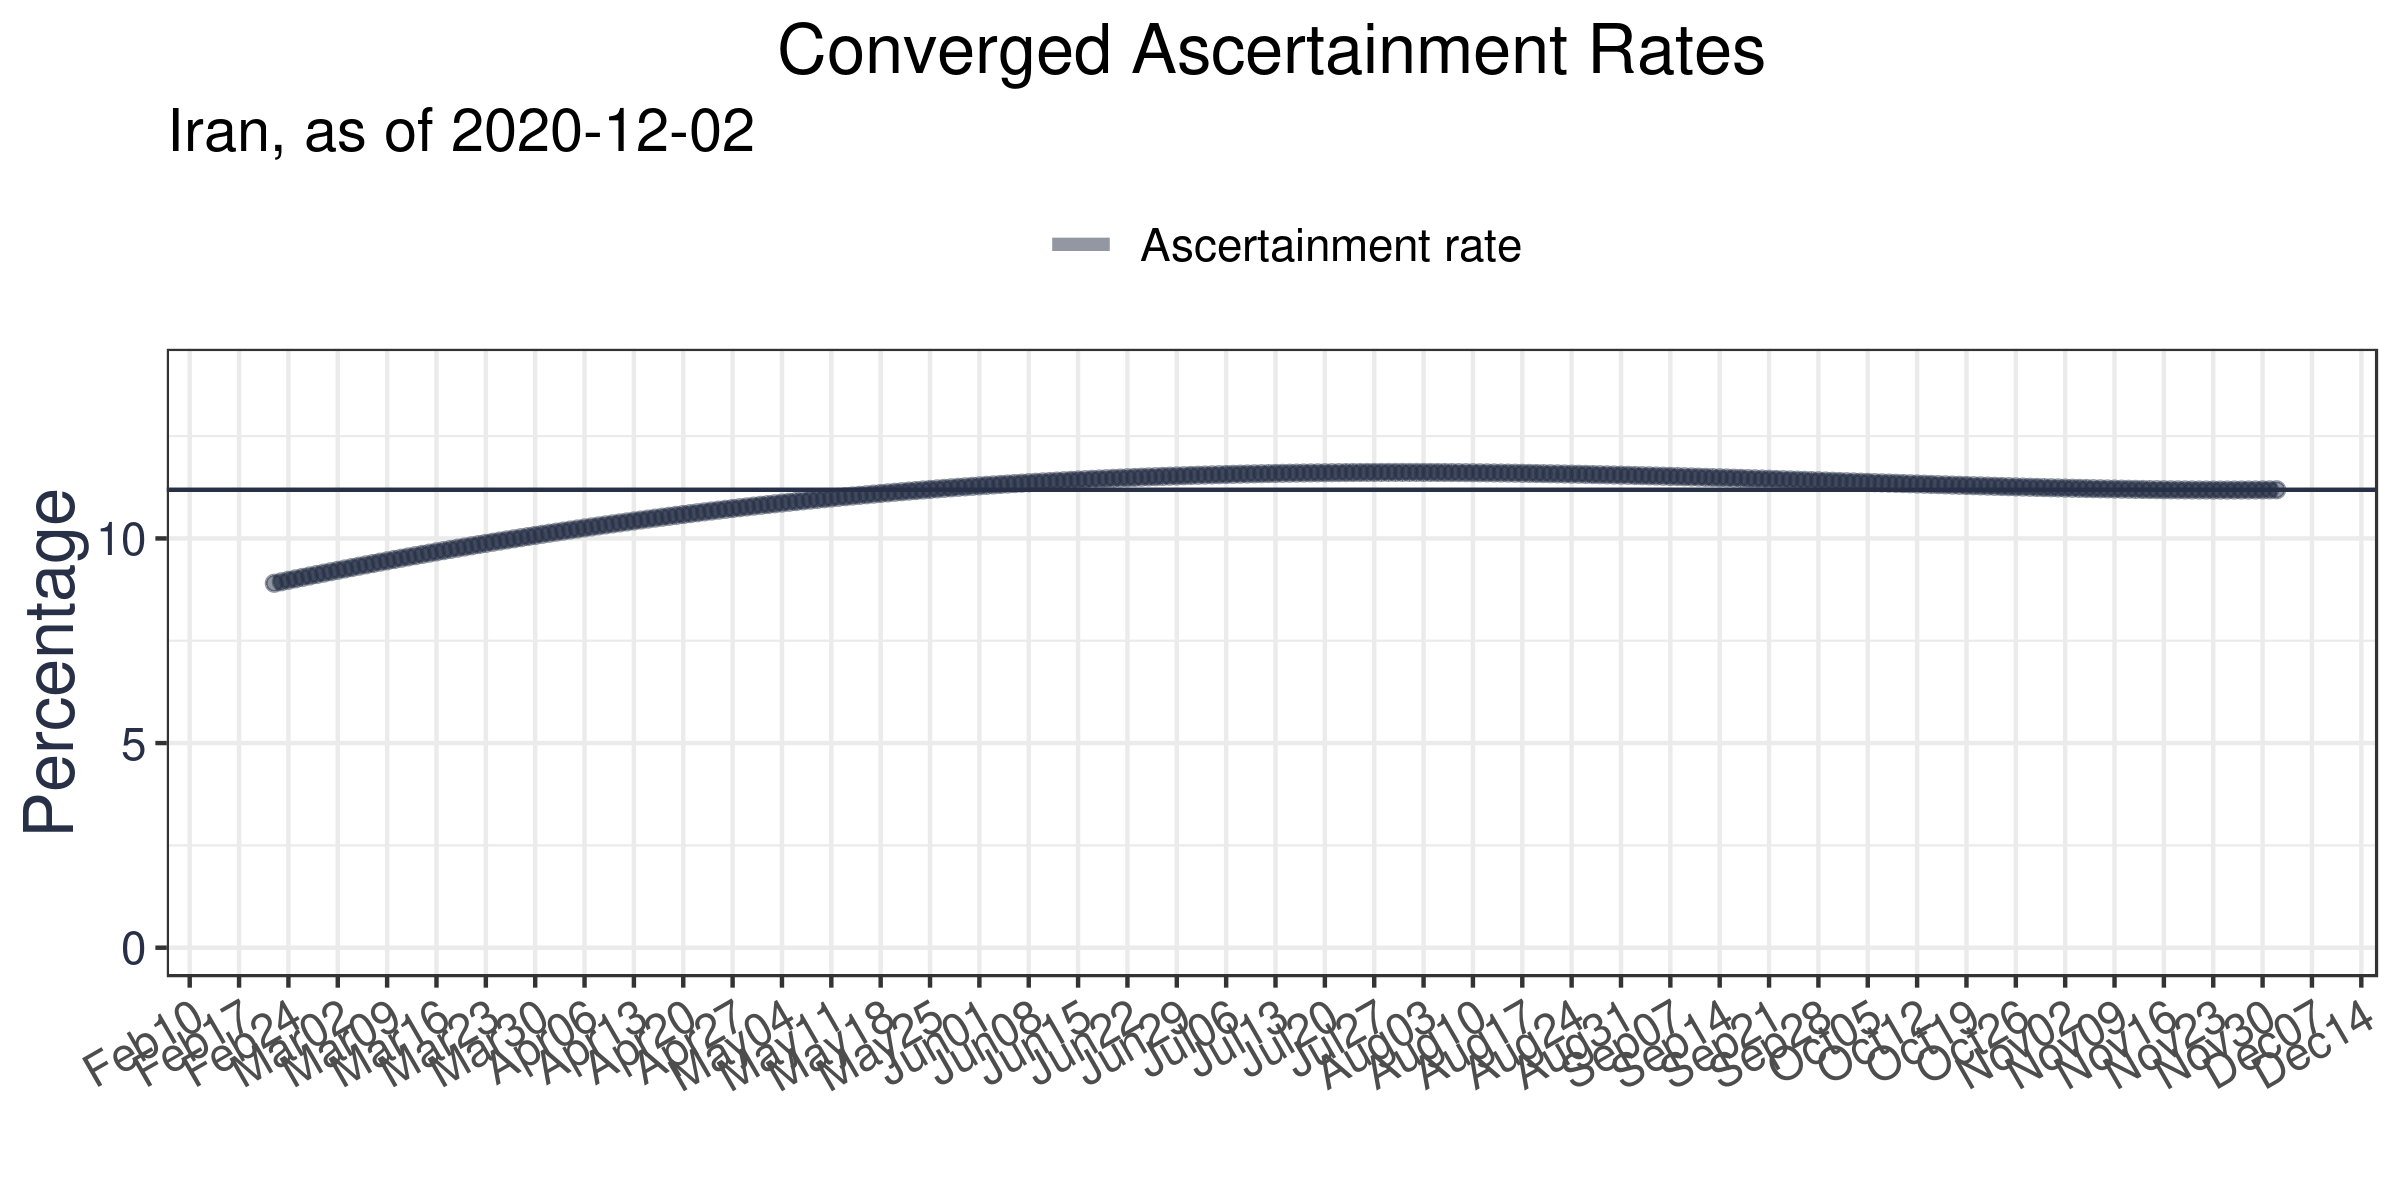 Converged Ascertainment Rates
Iran, as of 2020-12-02
Ascertainment rate
Percentage
10
5
0
Feb10
Feb17
Feb24
Mar02
Mar09
Mar16
Mar23
Mar30
Apr06
Apr13
Apr20
Apr27
May04
May11
May18
May25
Jun01
Jun08
Jun15
Jun22
Jun29
Jul06
Jul13
Jul20
Jul27
Aug03
Aug10
Aug17
Aug24
Aug31
Sep07
Sep14
Sep21
Sep28
Oct05
Oct12
Oct19
Oct26
Nov02
Nov09
Nov16
Nov23
Nov30
Dec07
Dec14